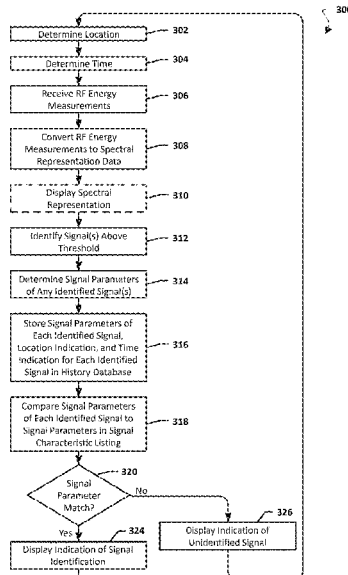 300
Determine Location
302
Determine Time
304
Receive RF Energy
Measurements
306
Convert RF Energy
Measurements to Spectral
Representation Data
308
Display Spectral
Representation
310
Identify Signal(s) Above
Threshold
312
Determine Signal Parameters
of Any Identified Signal(s)
314
Store Signal Parameters of
Each Identified Signal,
Location Indication, and Time
Indication for Each Identified
Signal in History Database
316
Compare Signal Parameters
of Each Identified Signal to
Signal Parameters in Signal
Characteristic Listing
318
320
Signal
Parameter
Match?
No
Yes
324
Display Indication of Signal
Identification
326
Display Indication of
Unidentified Signal